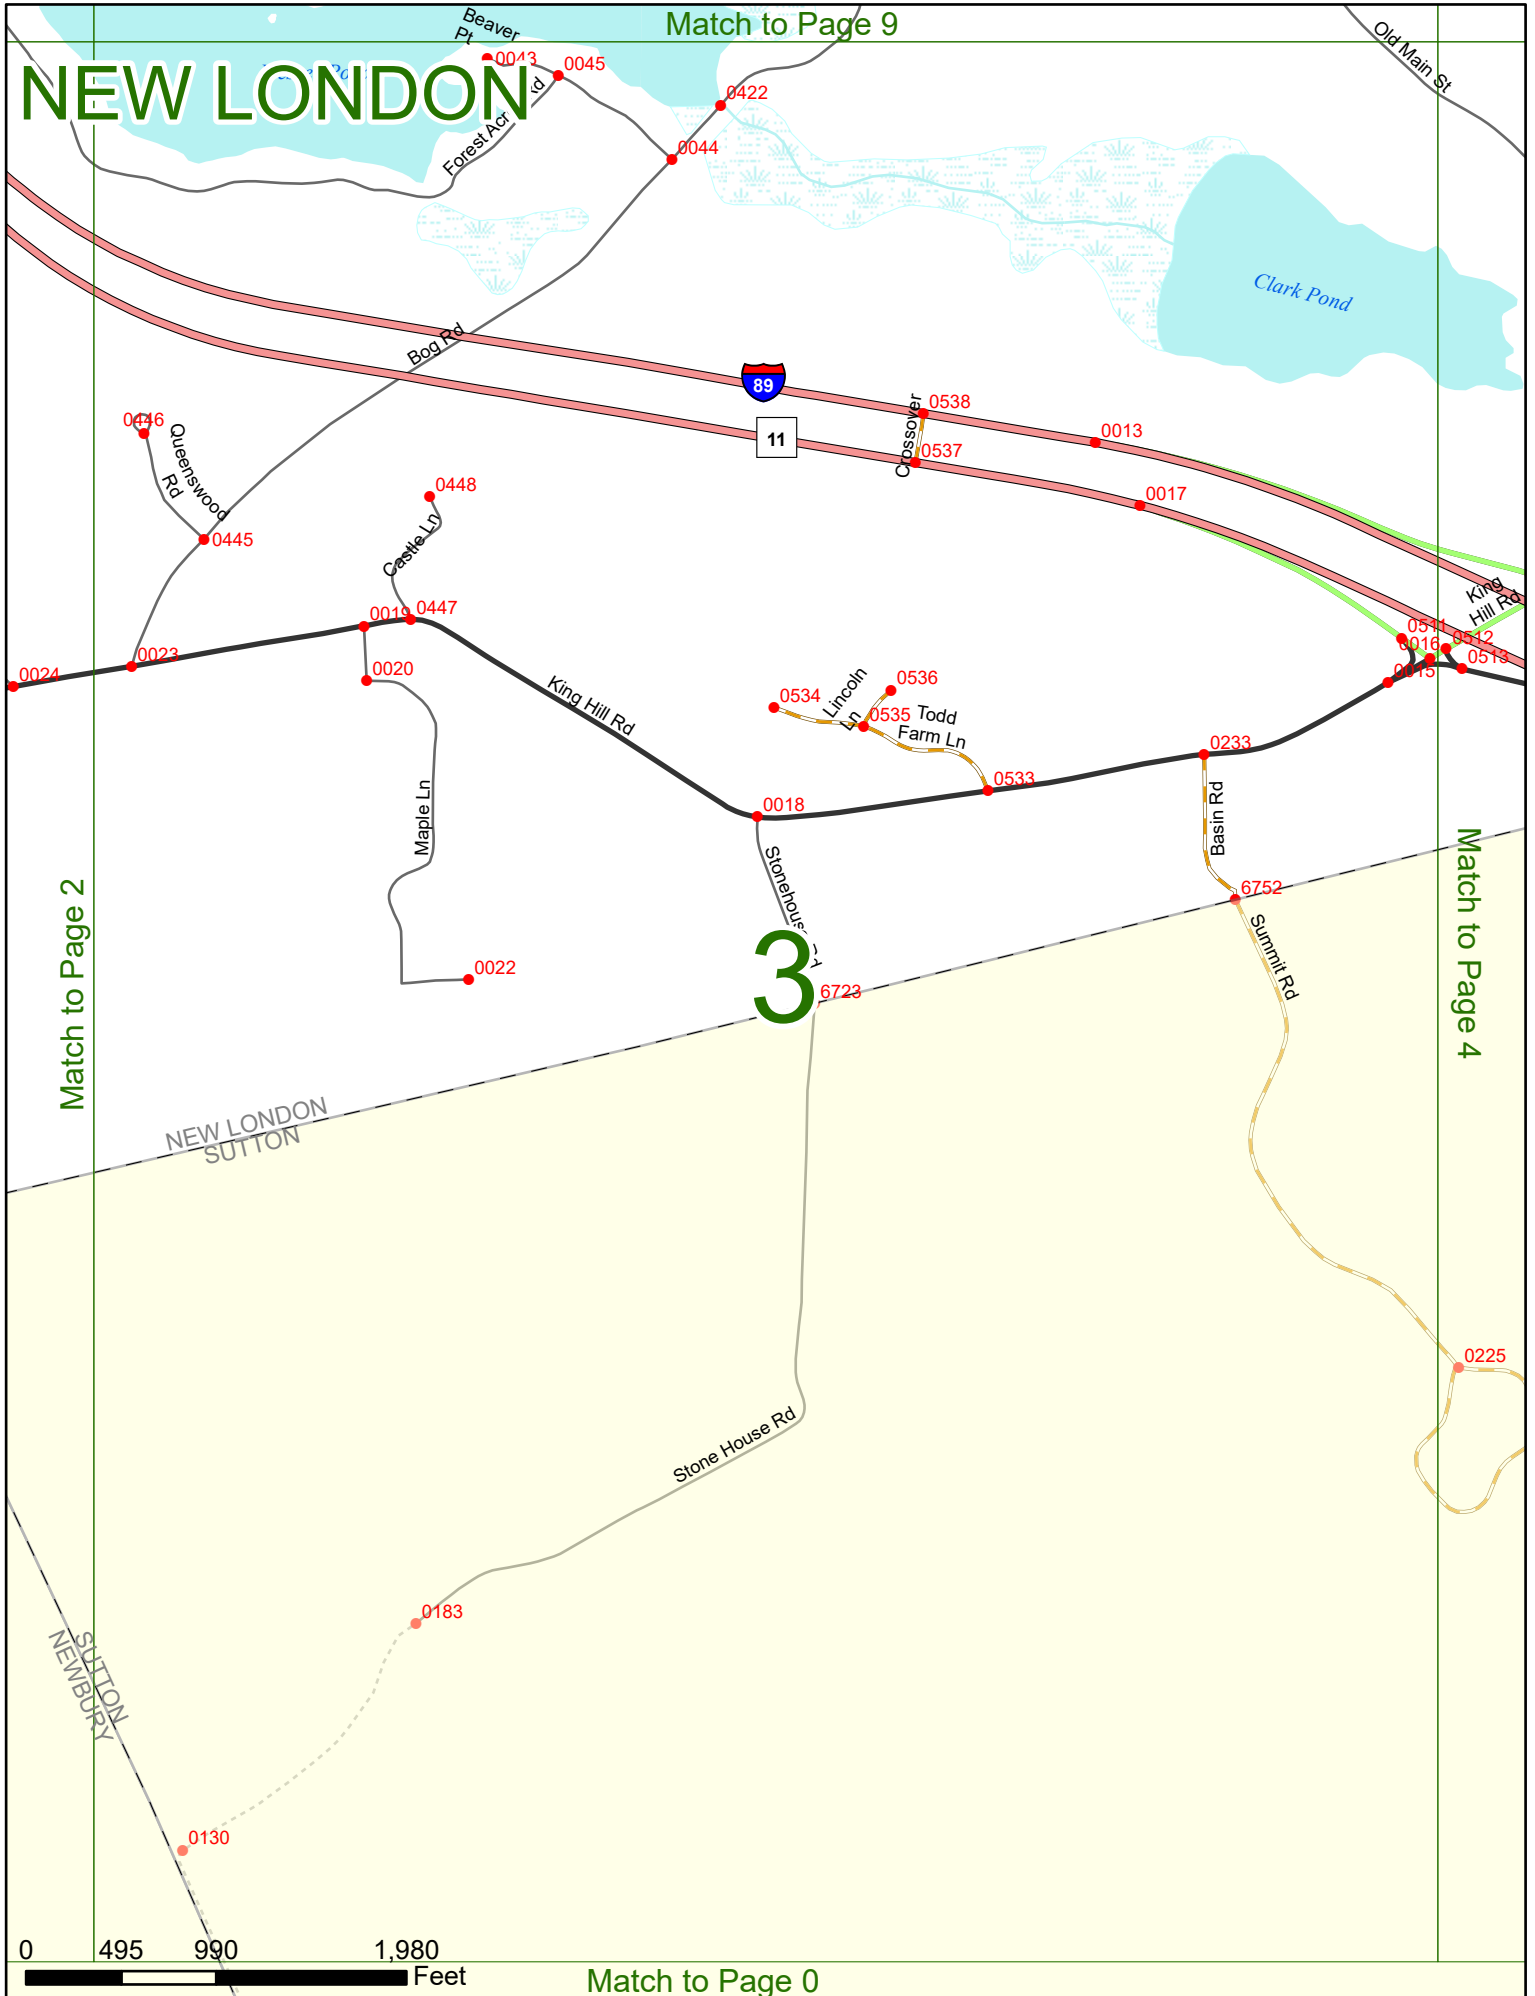 Match to Page 9
Beaver
Pt
Old Main St
NEW LONDON
0043
0045
0422
Forest Acr
0044
Clark Pond
Bog Rd
89
11
Crossover
0538
0537
0013
0017
0446
Queenswood
Rd
0445
0448
Castle Ln
0019
0447
0023
0024
0020
King
Hill Rd
0511
0512
0016
0513
0015
King Hill Rd
0534
Lincoln
Ln
0536
0535
Todd
Farm Ln
0533
0233
Maple Ln
0018
Basin Rd
6752
Summit Rd
Match to Page 2
Match to Page 4
0022
3
6723
NEW LONDON
SUTTON
0225
Stone House Rd
0183
SUTTON
NEWBURY
0130
0 495 990 1,980
Feet
Match to Page 0